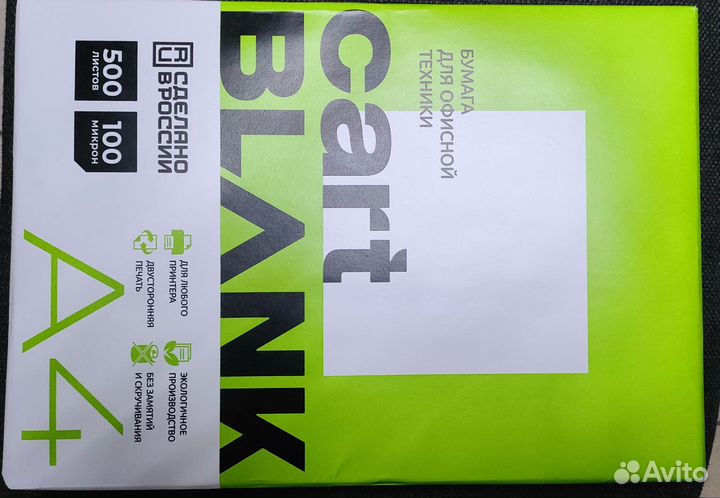 БУМАГА
ДЛЯ ОФИСНОЙ
ТЕХНИКИ
cart
BLANK
СДЕЛАНО
В РОССИИ
500
ЛИСТОВ
100
МИКРОН
ДЛЯ ЛЮБОГО
ПРИНТЕРА
ДВУСТОРОННЯЯ
ПЕЧАТЬ
ЭКОЛОГИЧНОЕ
ПРОИЗВОДСТВО
БЕЗ ЗАМЯТИЙ
И СКРУЧИВАНИЯ
A4
Avito